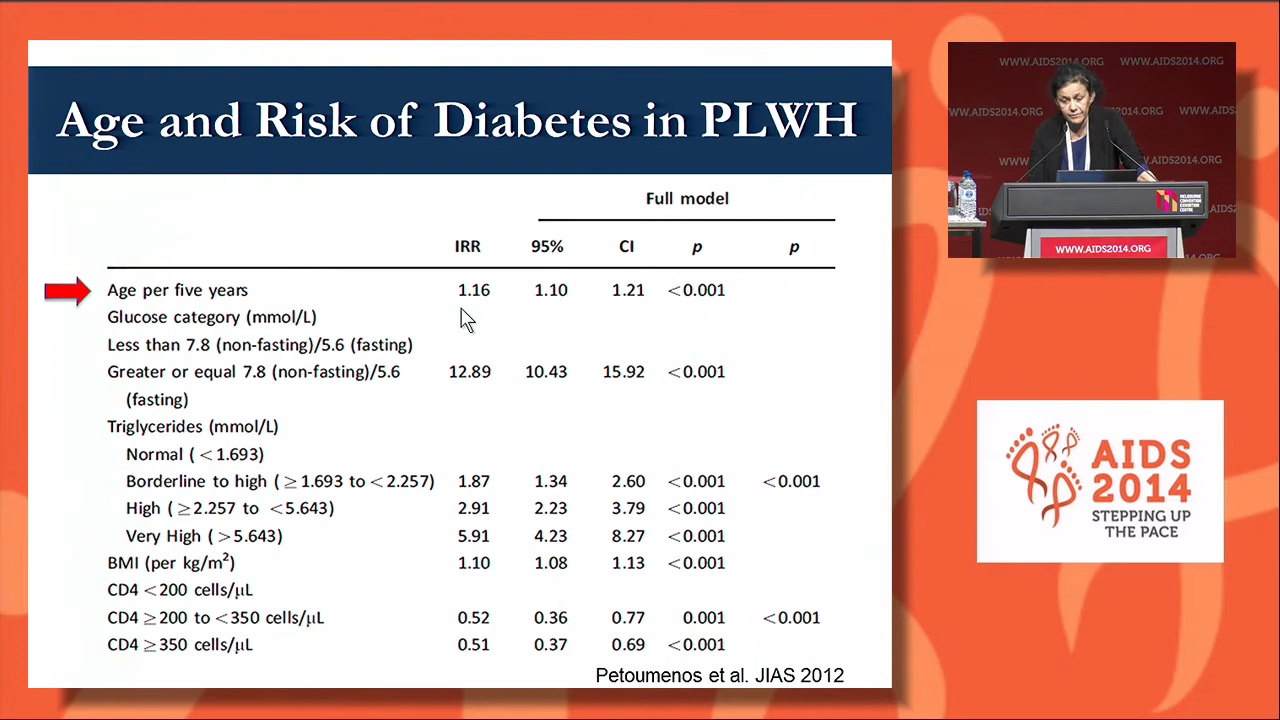 Age and Risk of Diabetes in PLWH
Full model
IRR 95% CI p p
Age per five years 1.16 1.10 1.21 <0.001
Glucose category (mmol/L)
Less than 7.8 (non-fasting)/5.6 (fasting)
Greater or equal 7.8 (non-fasting)/5.6 12.89 10.43 15.92 <0.001
(fasting)
Triglycerides (mmol/L)
Normal (<1.693)
Borderline to high (≥1.693 to <2.257) 1.87 1.34 2.60 <0.001 <0.001
High (≥2.257 to <5.643) 2.91 2.23 3.79 <0.001
Very High (>5.643) 5.91 4.23 8.27 <0.001
BMI (per kg/m²) 1.10 1.08 1.13 <0.001
CD4 <200 cells/μL
CD4 ≥200 to <350 cells/μL 0.52 0.36 0.77 0.001 <0.001
CD4 ≥350 cells/μL 0.51 0.37 0.69 <0.001
Petoumenos et al. JIAS 2012
WWW.AIDS2014.ORG WWW.AIDS2014.ORG
MELBOURNE
CONVENTION
EXHIBITION
CENTRE
WWW.AIDS2014.ORG
AIDS
2014
STEPPING UP
THE PACE